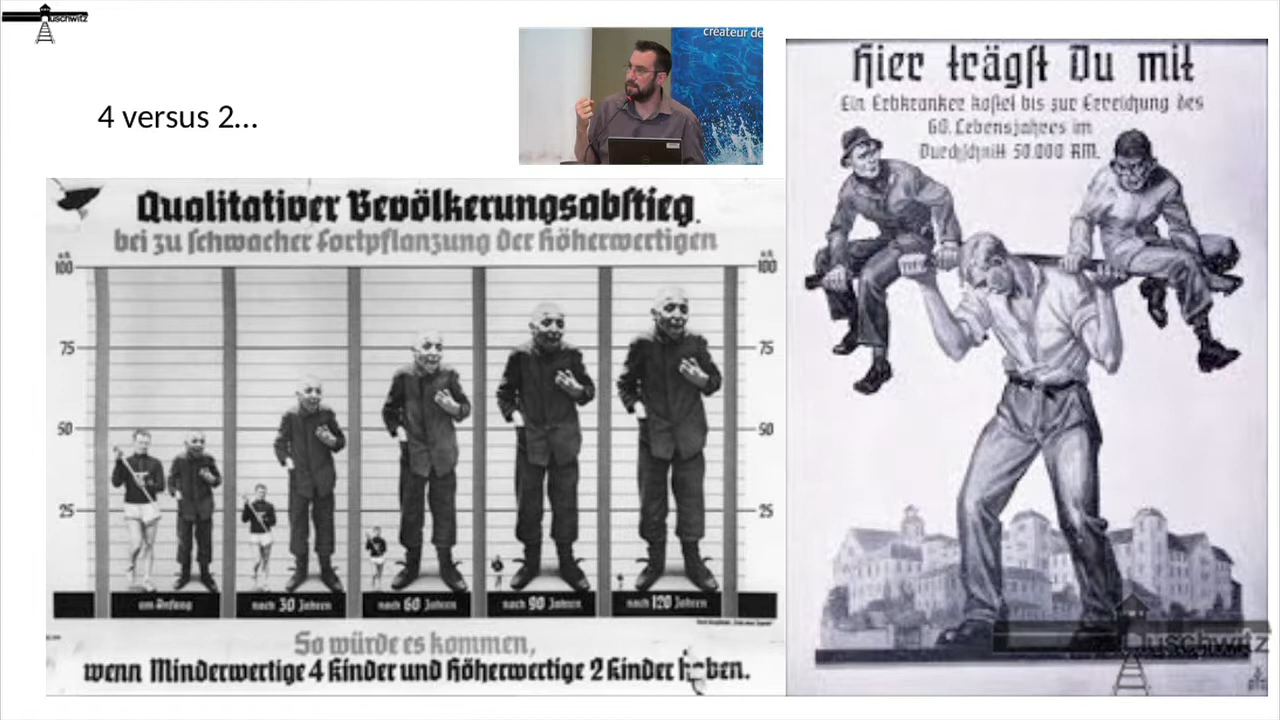 uschwitz
créateur de
4 versus 2...
Qualitativer Bevölkerungsabstieg.
bei zu schwacher Fortpflanzung der Höherwertigen
v.H.
100
75
50
25
v.H.
100
75
50
25
am Anfang
nach 30 Jahren
nach 60 Jahren
nach 90 Jahren
nach 120 Jahren
So würde es kommen,
wenn Minderwertige 4 Kinder und Höherwertige 2 Kinder haben.
Hier trägst Du mit
Ein Erbkranker kostet bis zur Erreichung des
60. Lebensjahres im
Durchschnitt 50.000 RM.
uschwitz